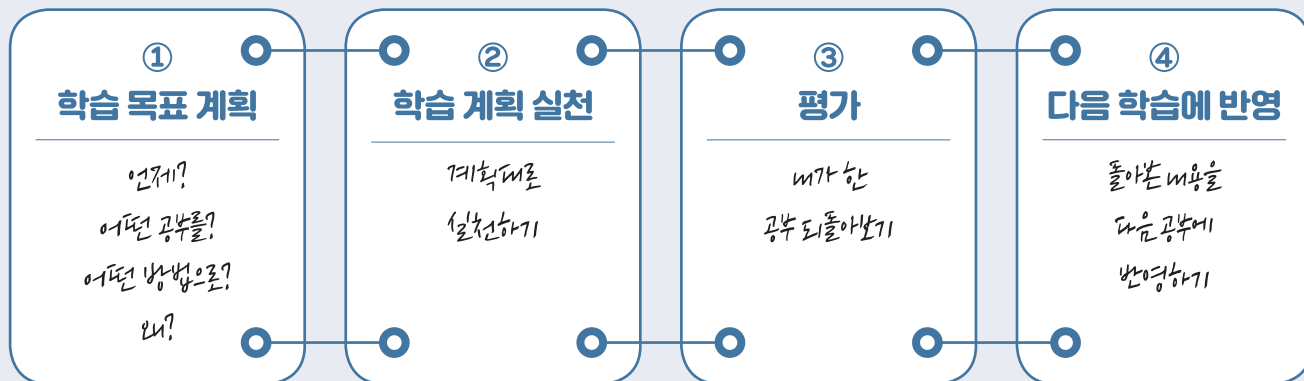 ①
학습 목표 계획
언제?
어떤 공부를?
어떤 방법으로?
왜?
②
학습 계획 실천
계획대로
실천하기
③
평가
내가 한
공부 되돌아보기
④
다음 학습에 반영
돌아본 내용을
다음 공부에
반영하기